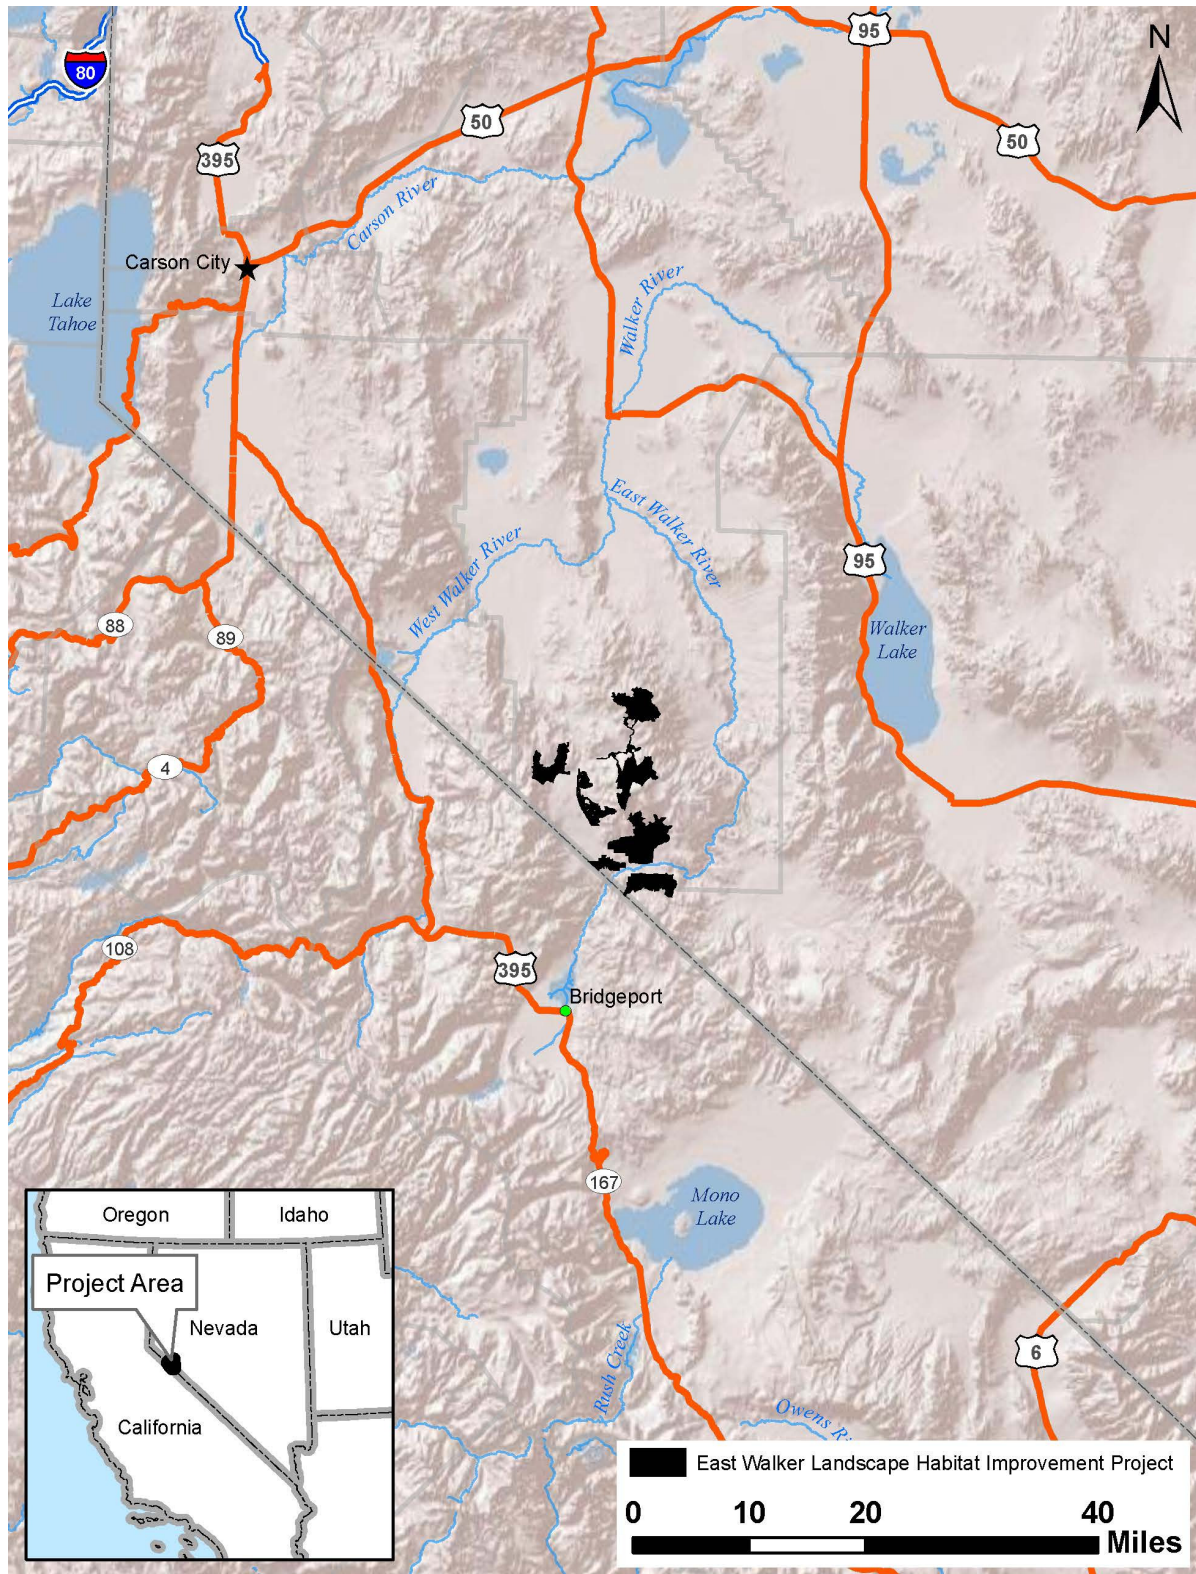 N
80
95
50
50
395
Carson River
Carson City
Lake
Tahoe
Walker River
East Walker River
West Walker River
95
88
89
Walker
Lake
4
108
395
Bridgeport
167
Mono
Lake
Oregon
Idaho
Project Area
Nevada
Utah
California
Rush Creek
6
Owens Ri
East Walker Landscape Habitat Improvement Project
0 10 20 40
Miles